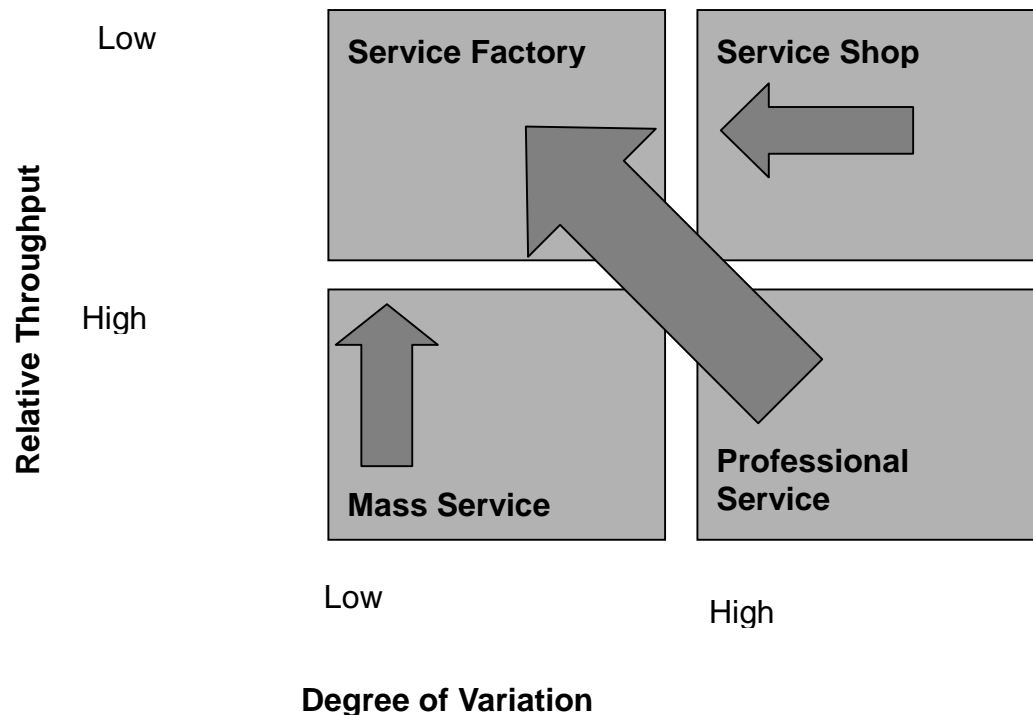 Low
Service Factory
Service Shop
Relative Throughput
High
Mass Service
Professional
Service
Low
High
Degree of Variation